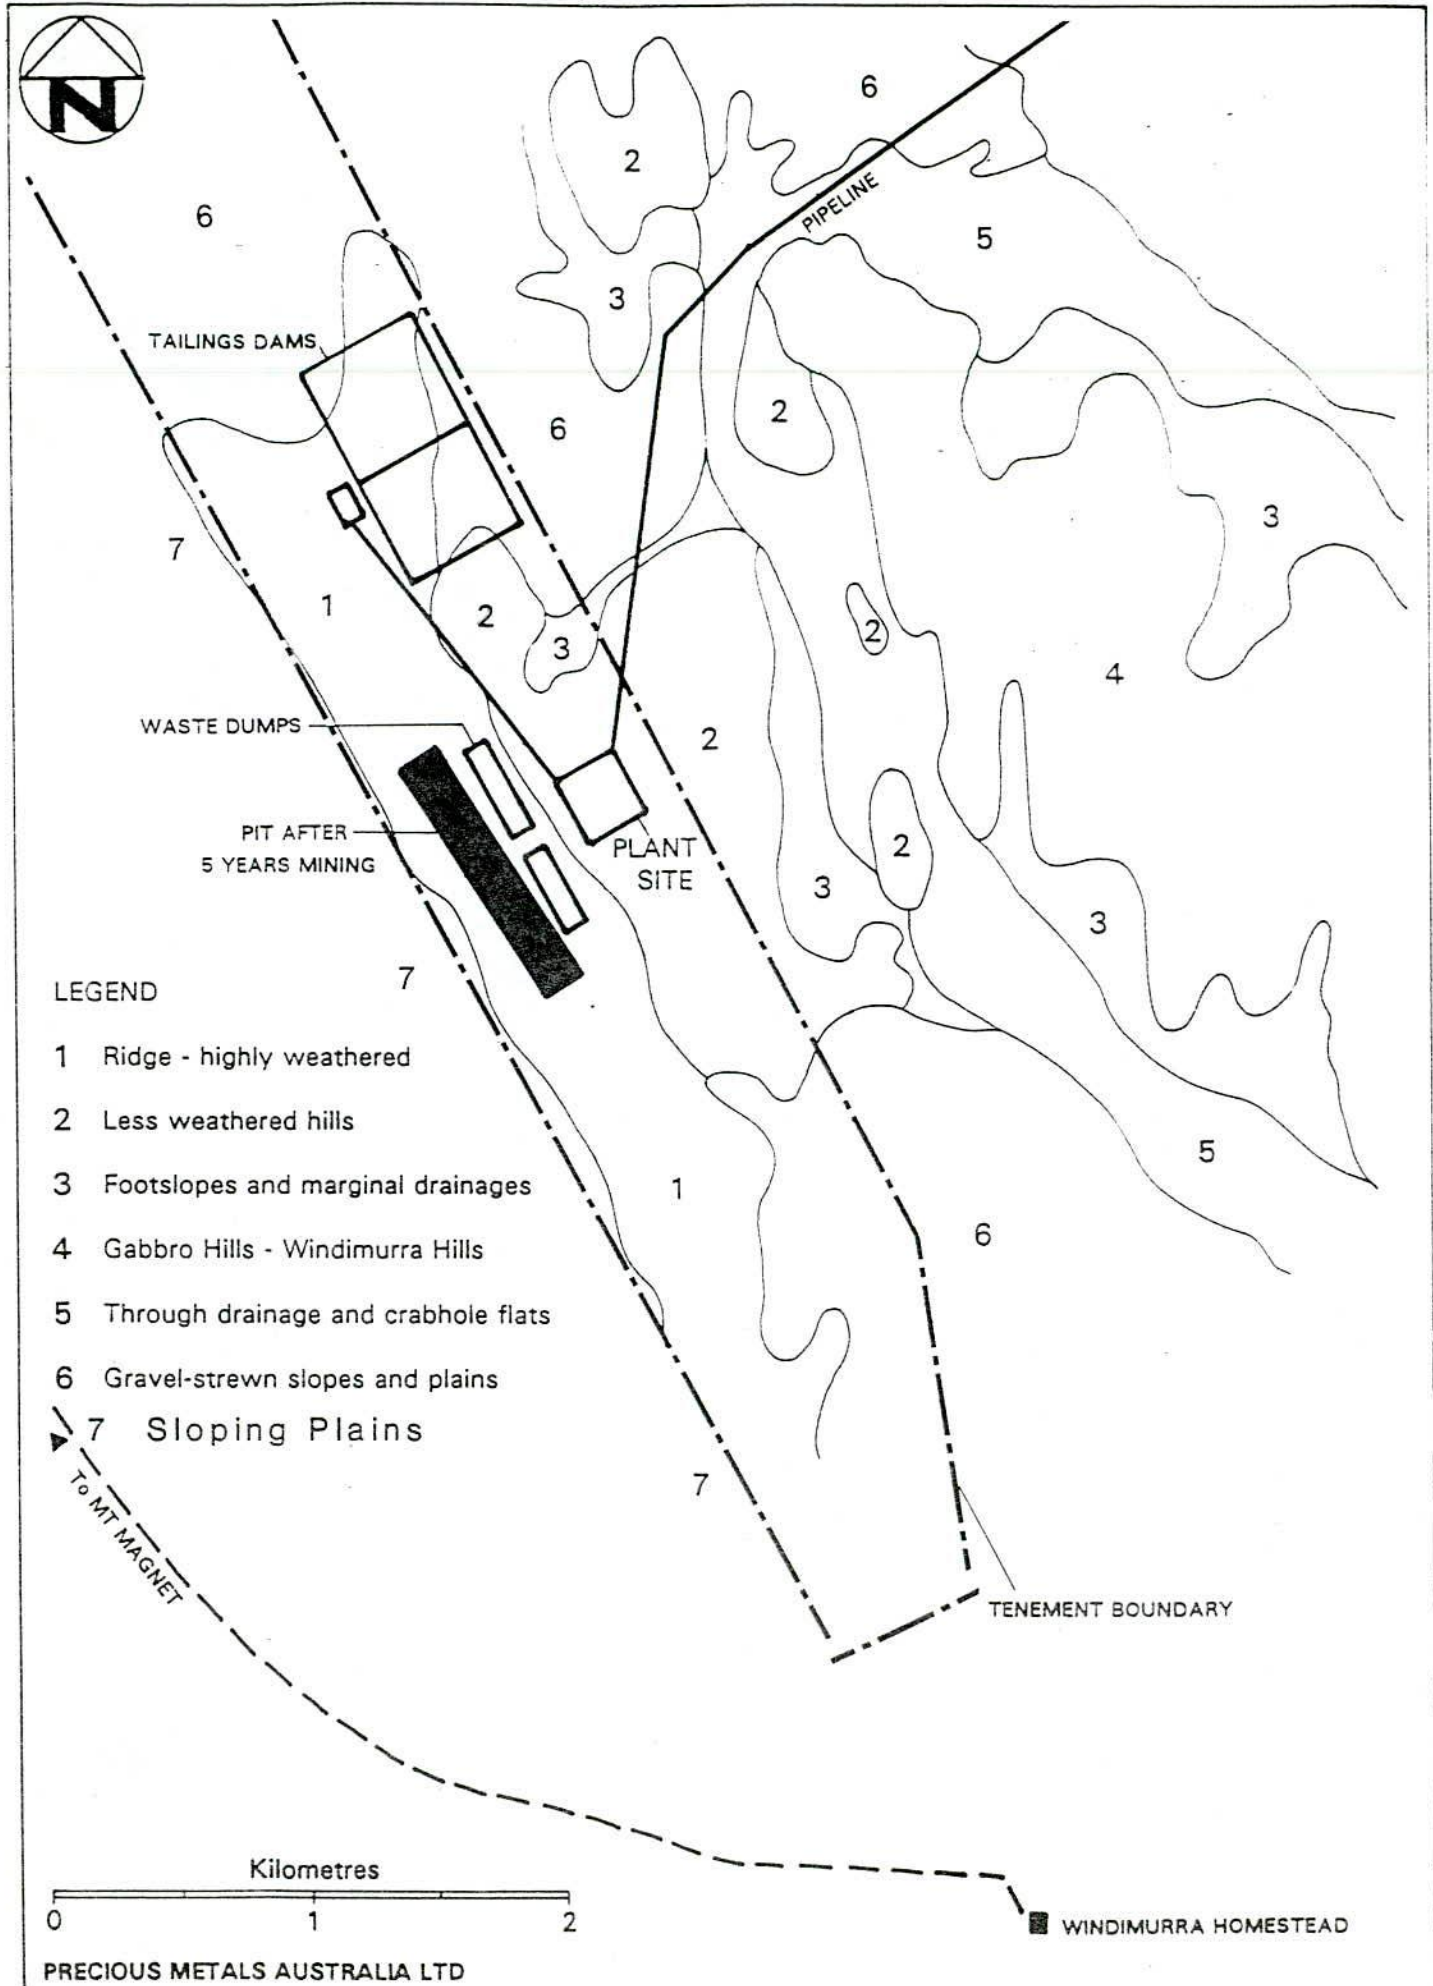 N
6
2
6
PIPELINE
5
3
TAILINGS DAMS
2
6
3
7
1
2
3
2
4
WASTE DUMPS
2
PIT AFTER
5 YEARS MINING
PLANT
SITE
2
3
3
7
LEGEND
1 Ridge - highly weathered
2 Less weathered hills
3 Footslopes and marginal drainages
4 Gabbro Hills - Windimurra Hills
5 Through drainage and crabhole flats
6 Gravel-strewn slopes and plains
7 Sloping Plains
5
1
6
7
To MT MAGNET
TENEMENT BOUNDARY
Kilometres
0 1 2
WINDIMURRA HOMESTEAD
PRECIOUS METALS AUSTRALIA LTD